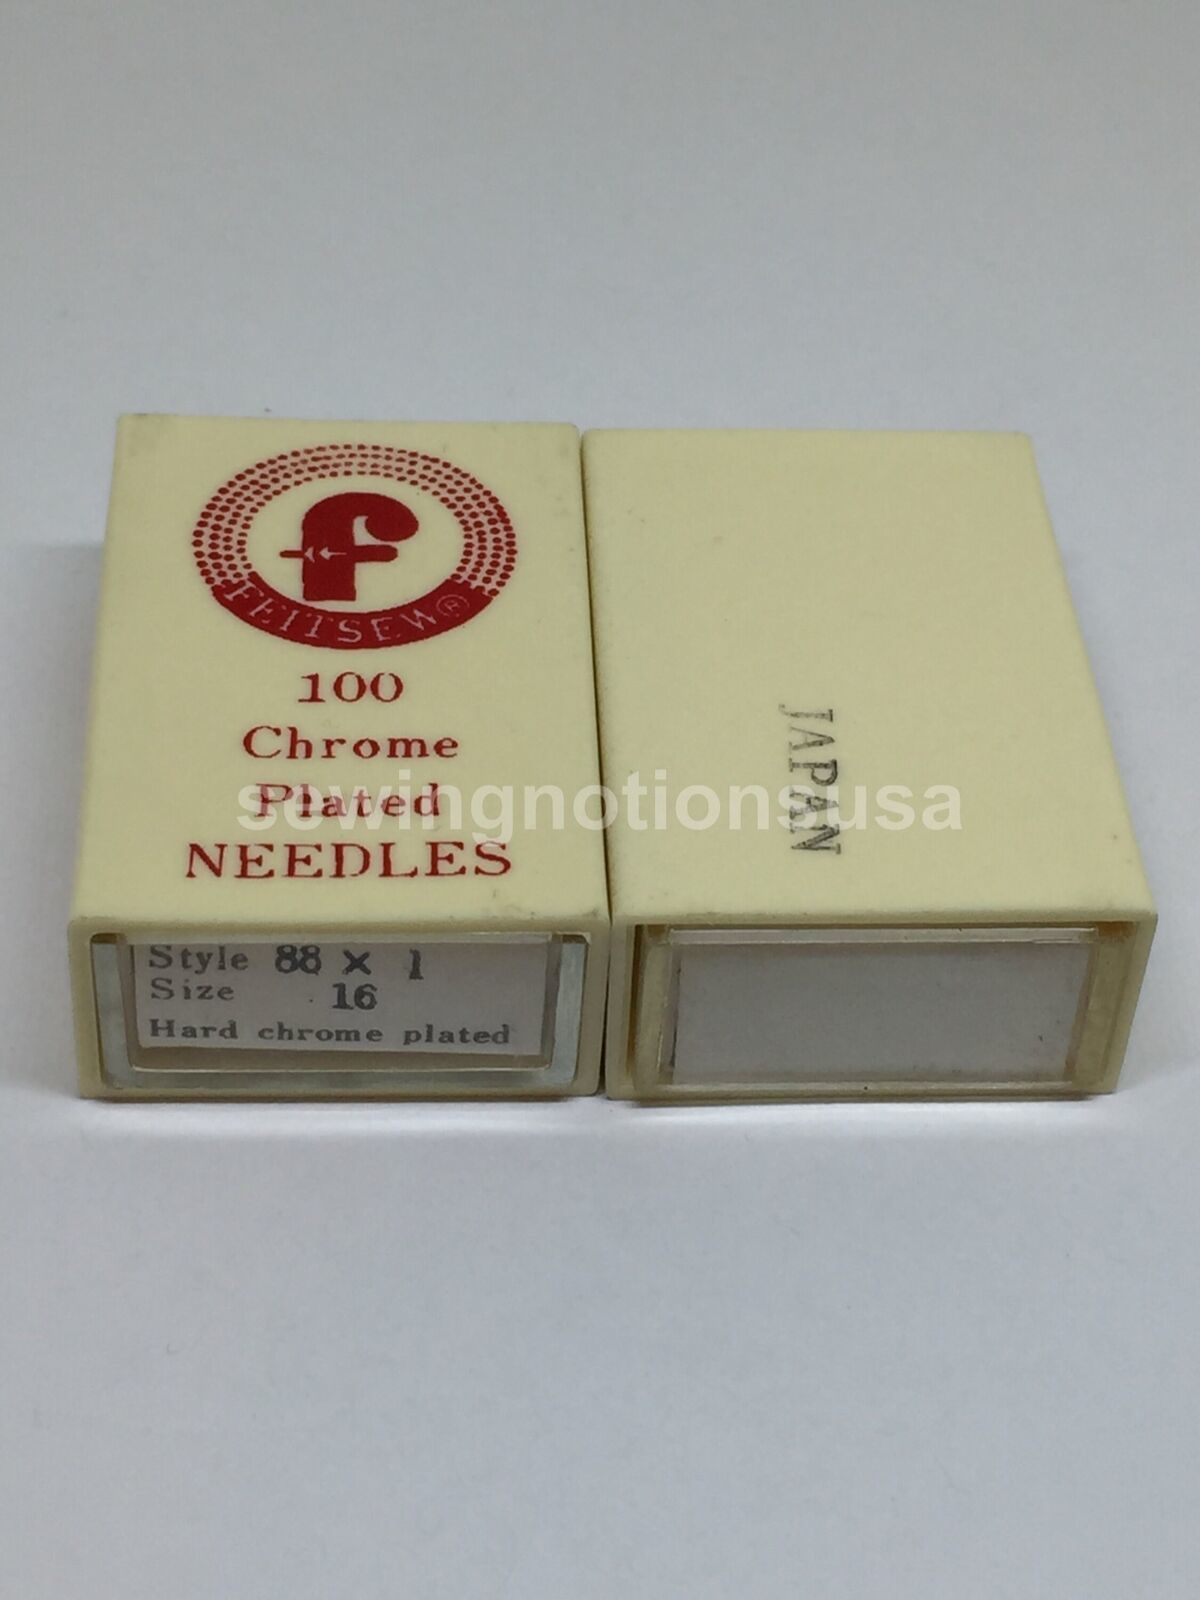 f
FEITSEW®
100
Chrome
Plated
NEEDLES
Style 88 x 1
Size 16
Hard chrome plated
JAPAN
sewingnotionsusa